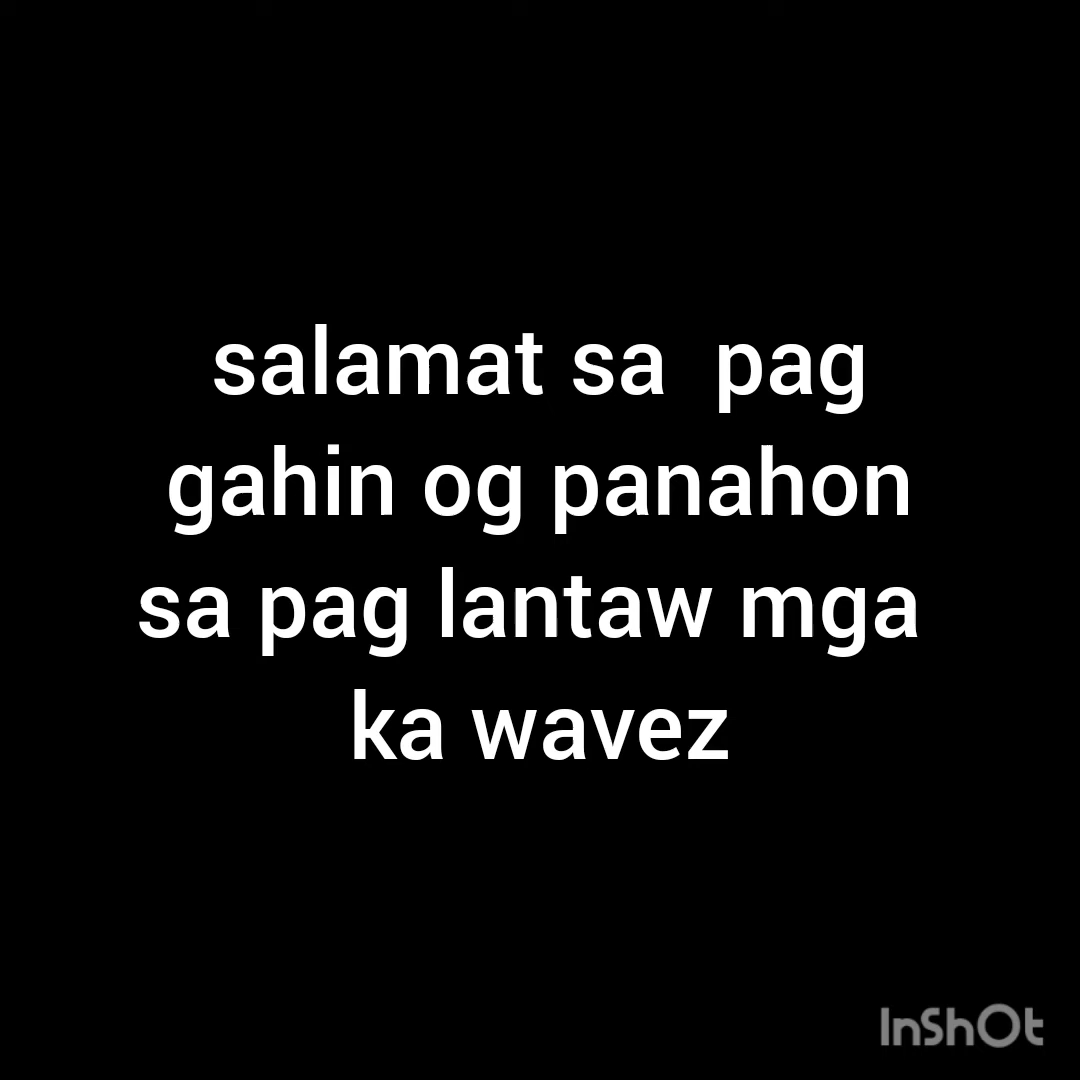 salamat sa  pag
gahin og panahon
sa pag lantaw mga
ka wavez
InShOt